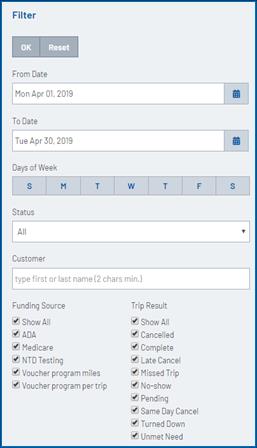 Filter
OK Reset
From Date
Mon Apr 01, 2019
To Date
Tue Apr 30, 2019
Days of Week
S M T W T F S
Status
All
Customer
type first or last name (2 chars min.)
Funding Source
Show All
ADA
Medicare
NTD Testing
Voucher program miles
Voucher program per trip
Trip Result
Show All
Cancelled
Complete
Late Cancel
Missed Trip
No-show
Pending
Same Day Cancel
Turned Down
Unmet Need